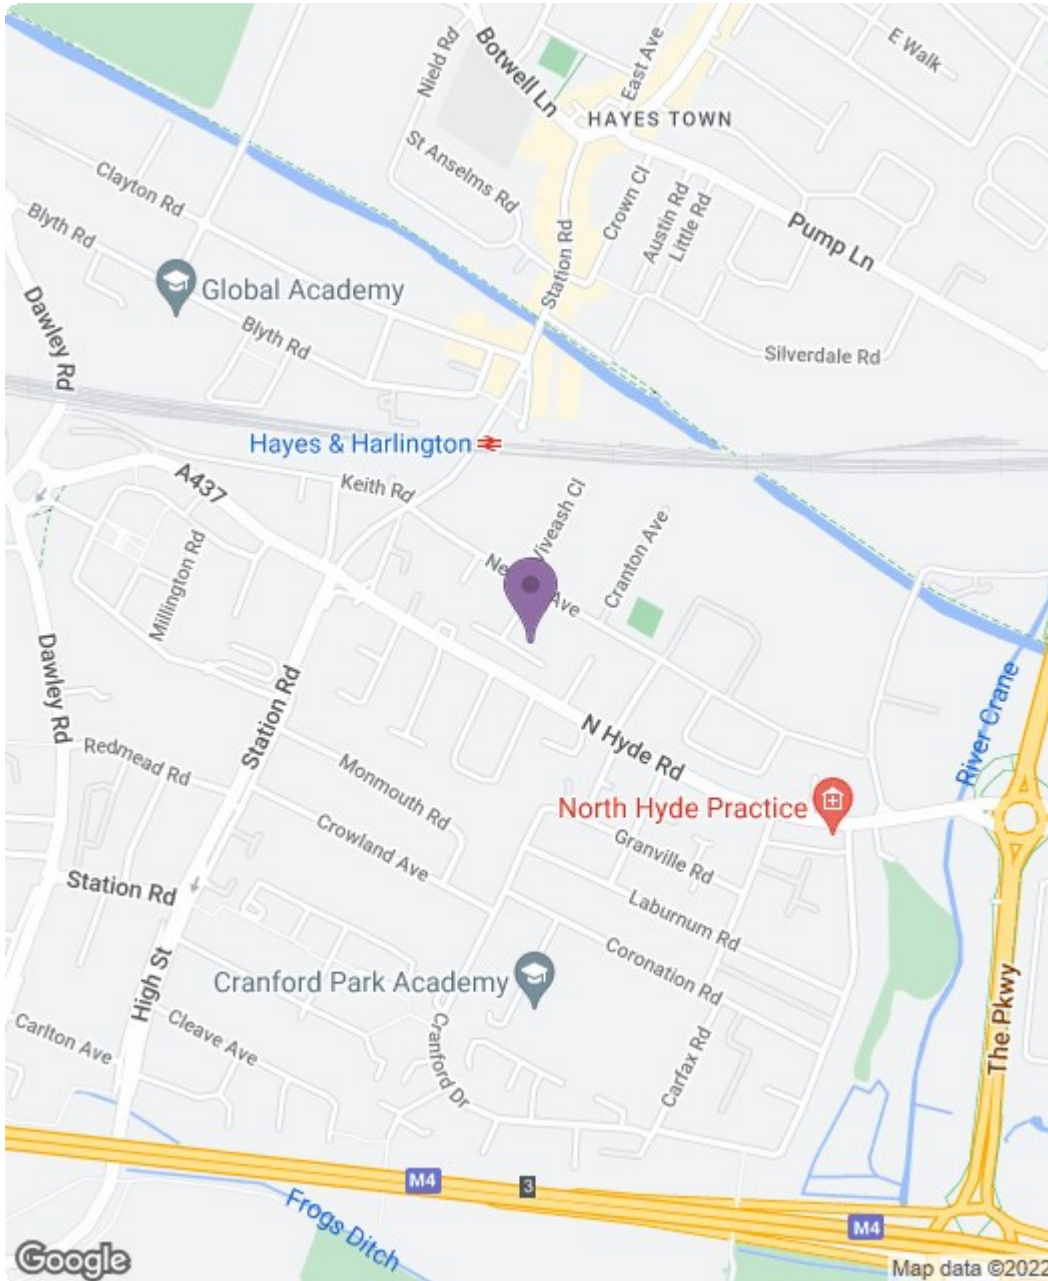 Nield Rd
Botwell Ln
East Ave
E Walk
HAYES TOWN
St Anselms Rd
Crown Cl
Austin Rd
Little Rd
Pump Ln
Clayton Rd
Blyth Rd
Global Academy
Station Rd
Dawley Rd
Blyth Rd
Silverdale Rd
Hayes & Harlington
Keith Rd
A437
Viveash Cl
Cranton Ave
Ave
Millington Rd
Dawley Rd
Station Rd
N Hyde Rd
River Crane
Redmead Rd
Monmouth Rd
North Hyde Practice
Crowland Ave
Granville Rd
Station Rd
Laburnum Rd
Coronation Rd
High St
Cranford Park Academy
Carlton Ave
Cleave Ave
Cranford Dr
Carfax Rd
The Pkwy
M4
3
M4
Frogs Ditch
Google
Map data ©2022